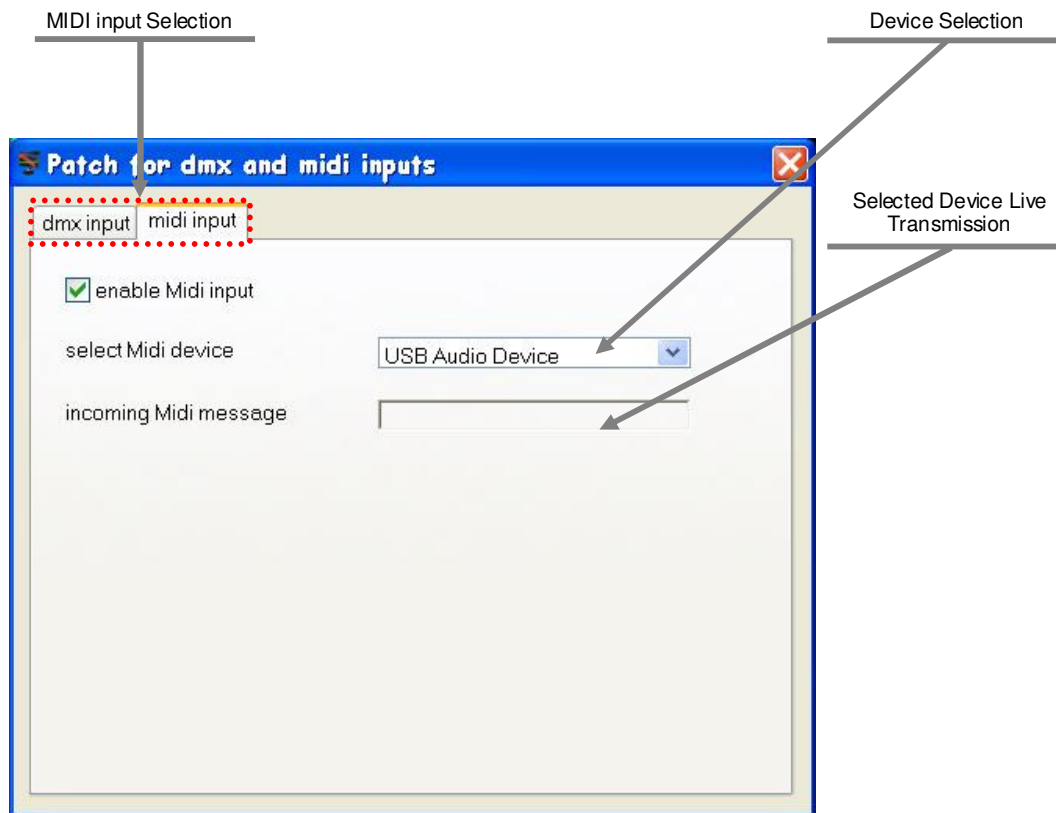 MIDI input Selection
Device Selection
Patch for dmx and midi inputs
Selected Device Live
Transmission
dmx input
midi input
enable Midi input
select Midi device
USB Audio Device
incoming Midi message